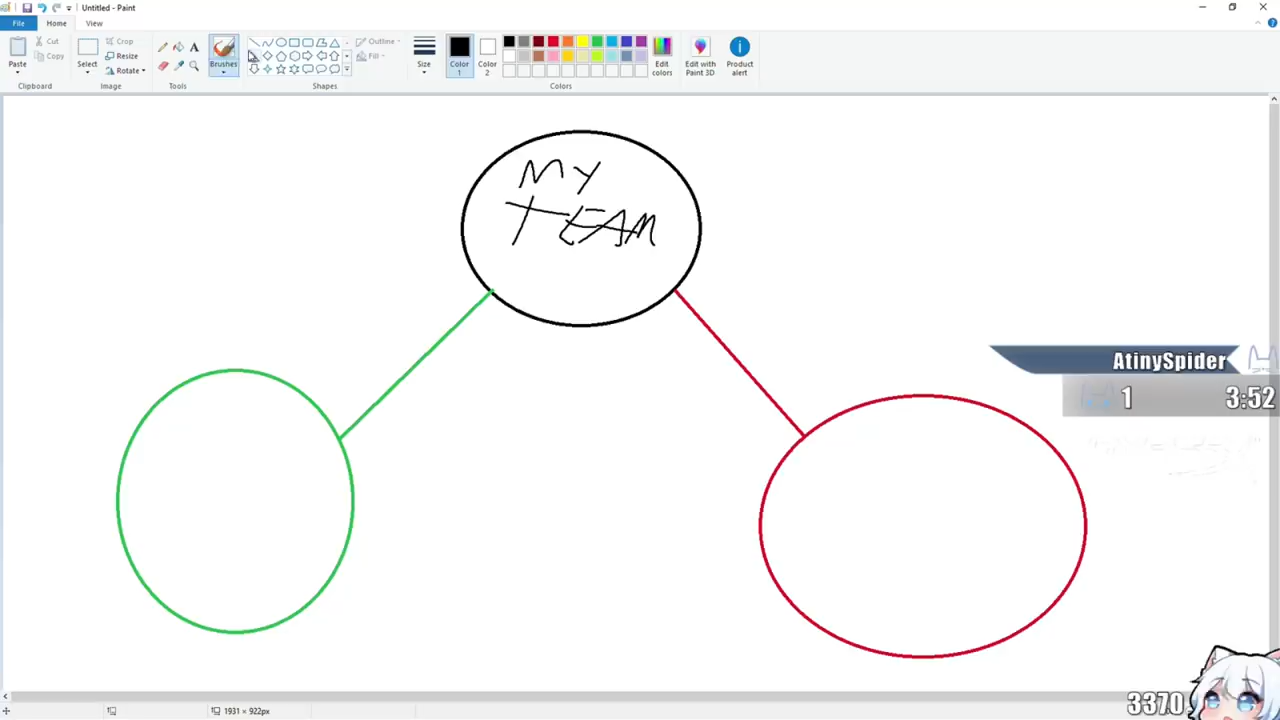 Untitled - Paint
File
Home
View
Paste
Cut
Copy
Clipboard
Select
Crop
Resize
Rotate
Image
Tools
Brushes
Shapes
Outline
Fill
Size
Color 1
Color 2
Colors
Edit colors
Edit with Paint 3D
Product alert
MY
TEAM
AtinySpider
1 3:52
3370
1931 × 922px